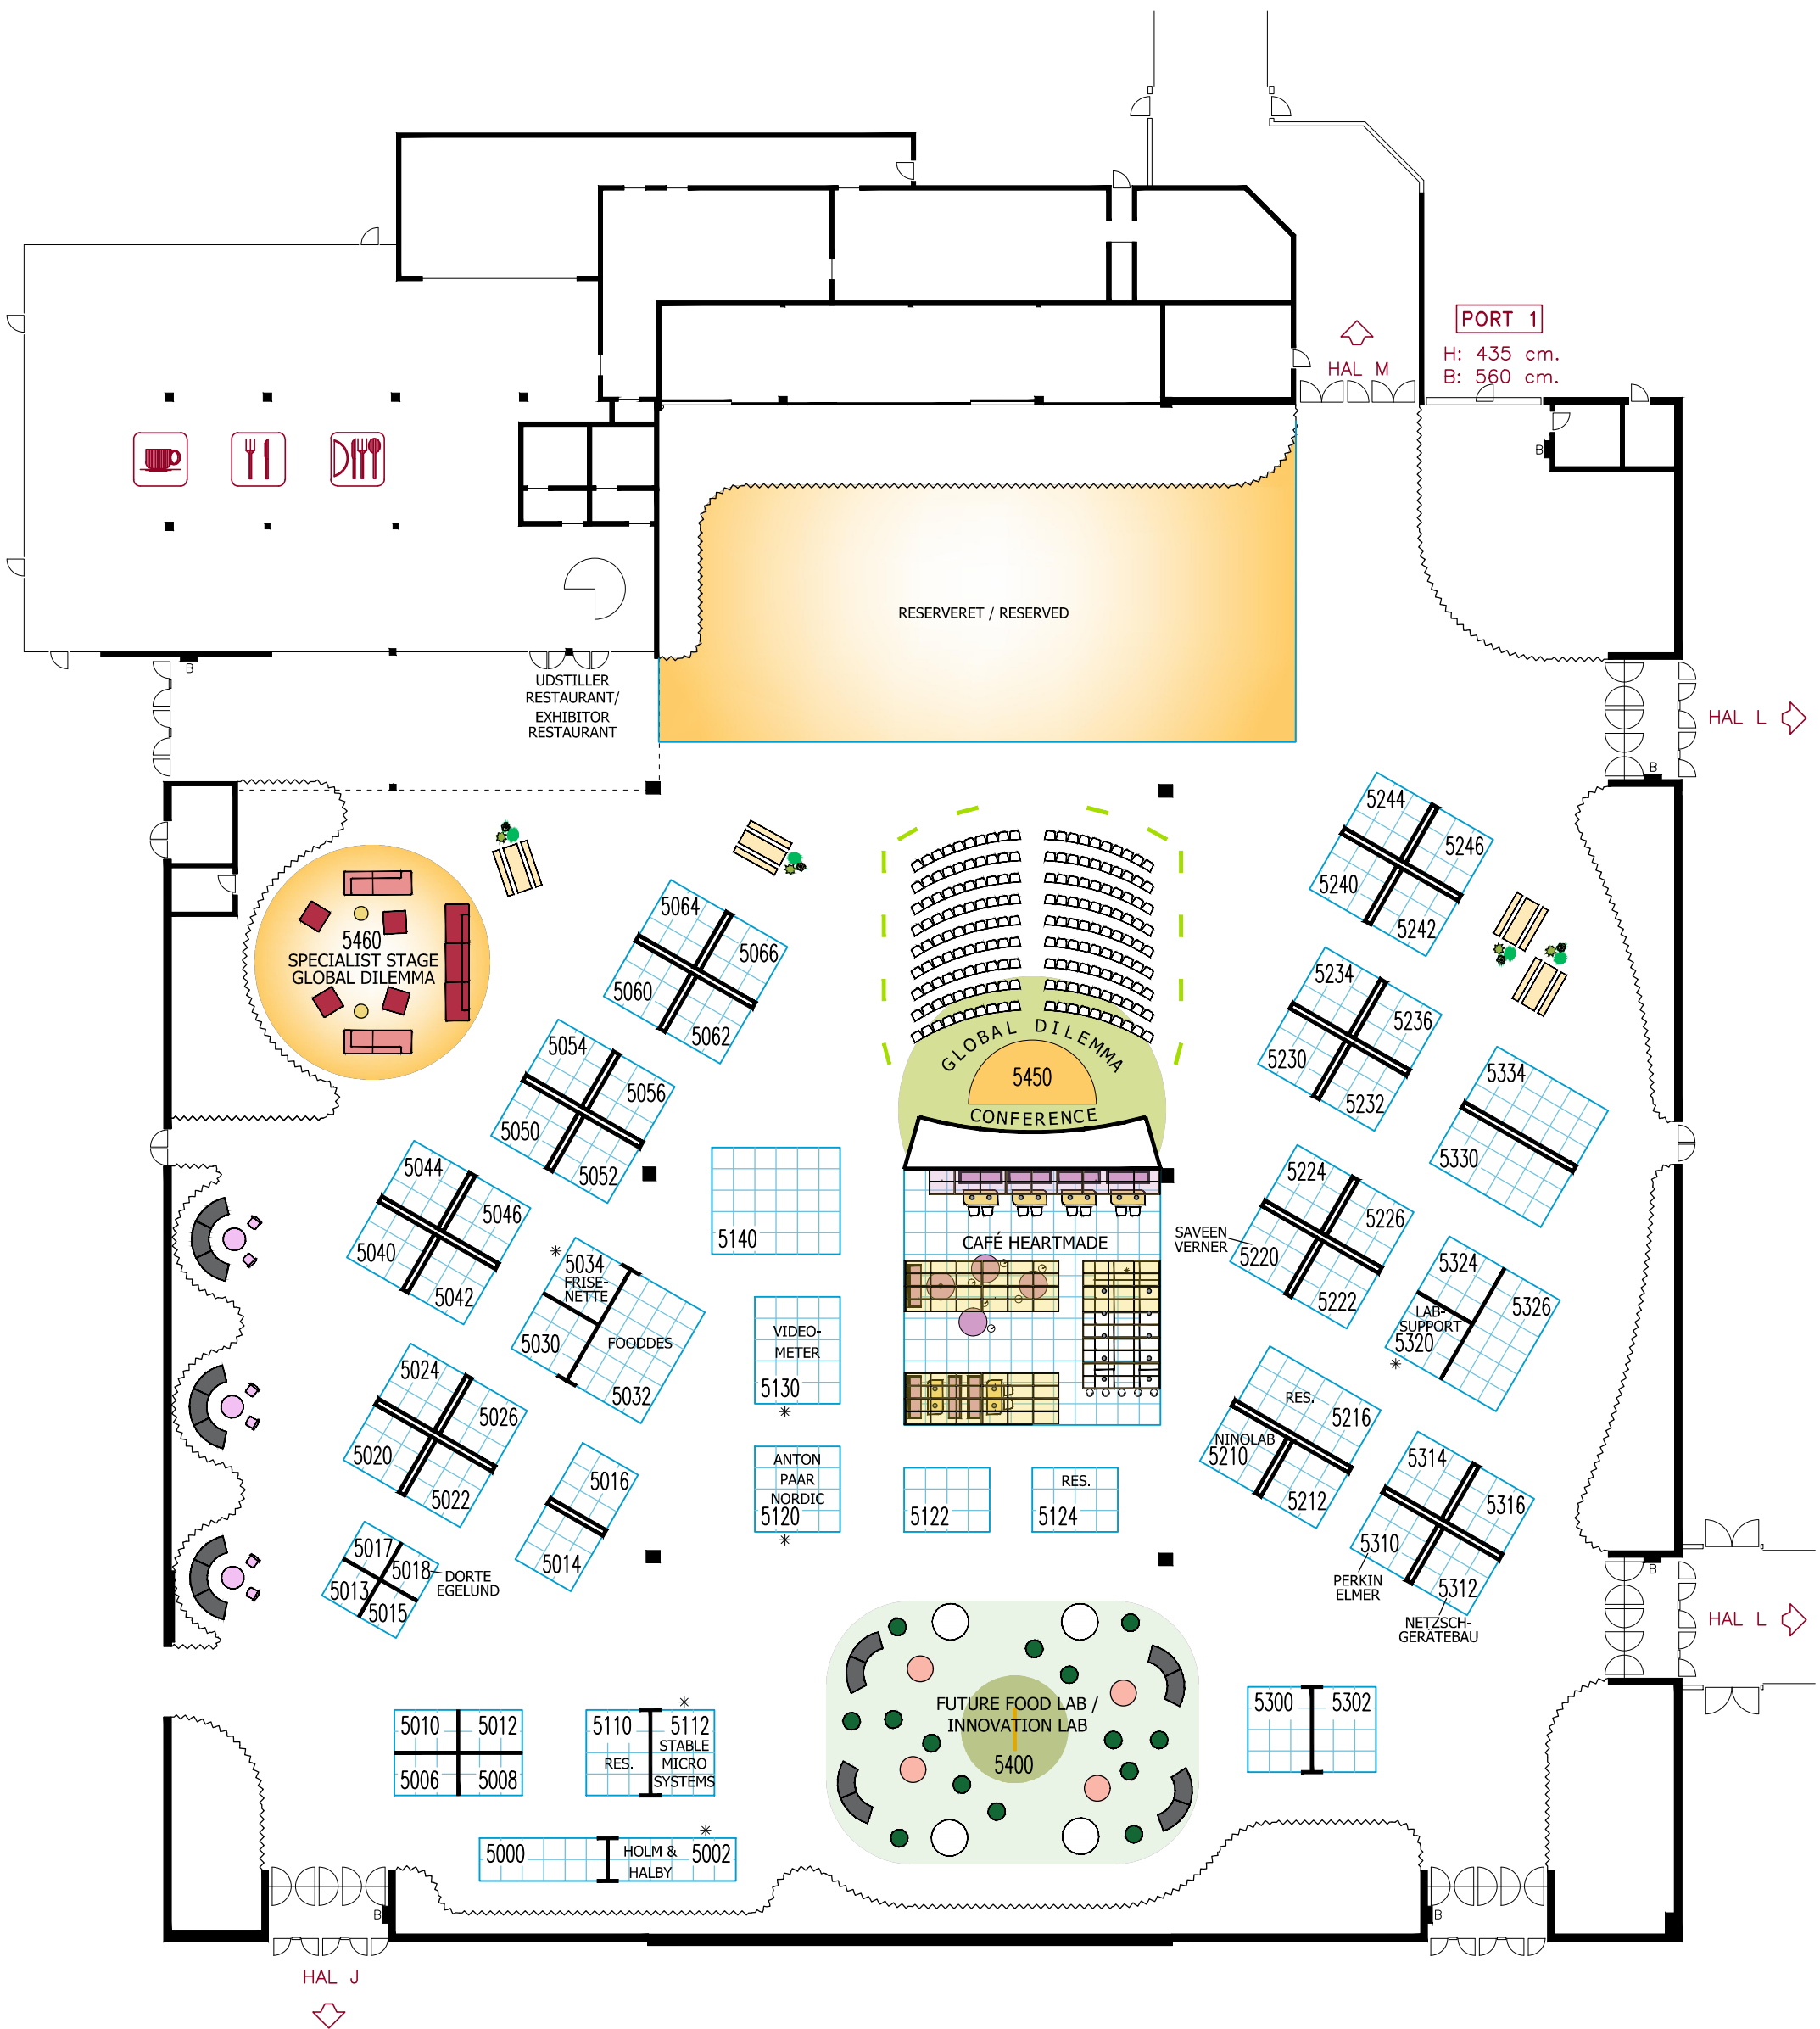 PORT 1
H: 435 cm.
B: 560 cm.
HAL M
B
RESERVERET / RESERVED
B
UDSTILLER
RESTAURANT/
EXHIBITOR
RESTAURANT
HAL L
B
5244
5246
5240
5242
5064
5066
5060
5062
5460
SPECIALIST STAGE
GLOBAL DILEMMA
5234
5236
5230
5232
GLOBAL DILEMMA
5450
CONFERENCE
5054
5056
5050
5052
5334
5330
5044
5046
5040
5042
5140
CAFÉ HEARTMADE
SAVEEN
VERNER
5224
5226
5220
5222
*
5034
FRISE-
NETTE
5030
FOODDES
5032
VIDEO-
METER
5130
*
5324
5326
LAB-
SUPPORT
5320
*
5024
5026
5020
5022
RES.
5216
NINOLAB
5210
5212
5016
5014
ANTON
PAAR
NORDIC
5120
*
5122
RES.
5124
5314
5316
5310
5312
PERKIN
ELMER
NETZSCH-
GERÄTEBAU
5017
5018
5013
5015
DORTE
EGELUND
B
HAL L
FUTURE FOOD LAB /
INNOVATION LAB
5400
5300
5302
5010
5012
5006
5008
*
5110
5112
RES.
STABLE
MICRO
SYSTEMS
*
5000
HOLM &
HALBY
5002
B
B
HAL J